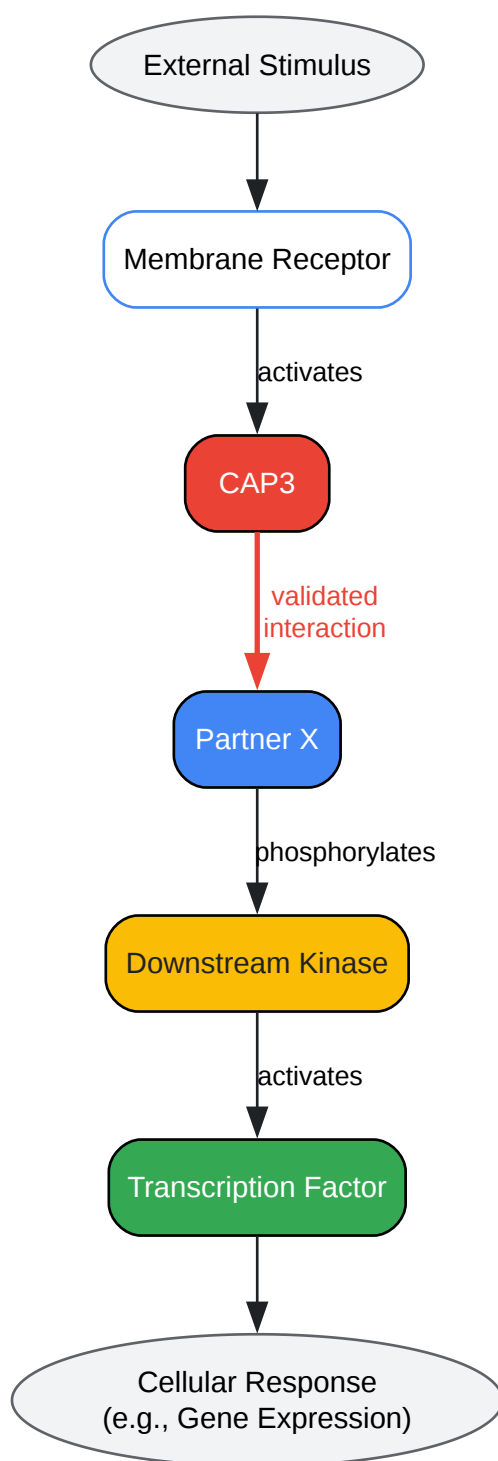 External Stimulus
Membrane Receptor
activates
CAP3
validated
interaction
Partner X
phosphorylates
Downstream Kinase
activates
Transcription Factor
Cellular Response
(e.g., Gene Expression)